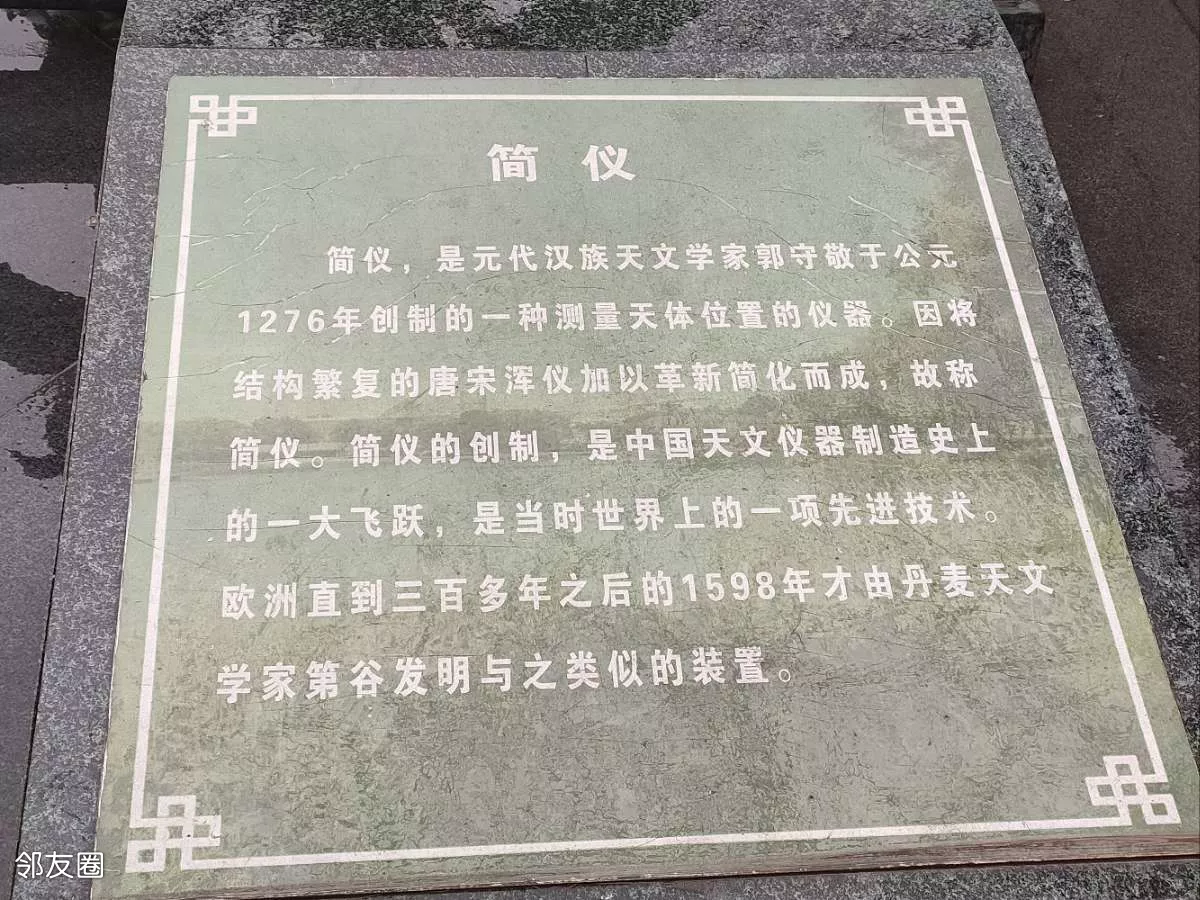 简仪
简仪，是元代汉族天文学家郭守敬于公元
1276年创制的一种测量天体位置的仪器。因将
结构繁复的唐宋浑仪加以革新简化而成，故称
简仪。简仪的创制，是中国天文仪器制造史上
的一大飞跃，是当时世界上的一项先进技术。
欧洲直到三百多年之后的1598年才由丹麦天文
学家第谷发明与之类似的装置。
邻友圈